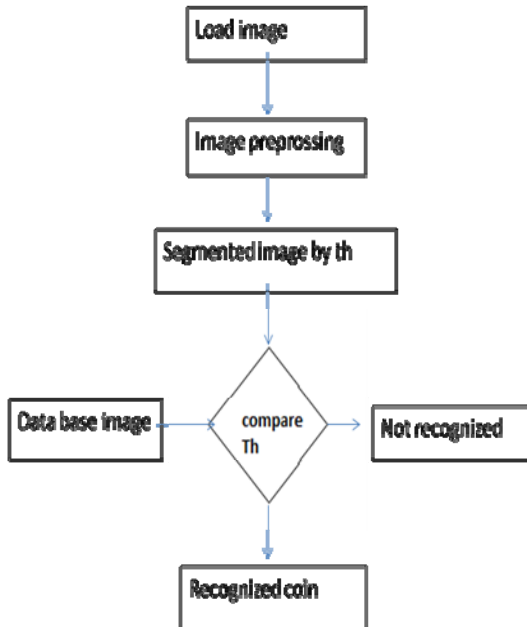 Load image
Image preprossing
Segmented image by th
Data base image
compare
Th
Not recognized
Recognized coin